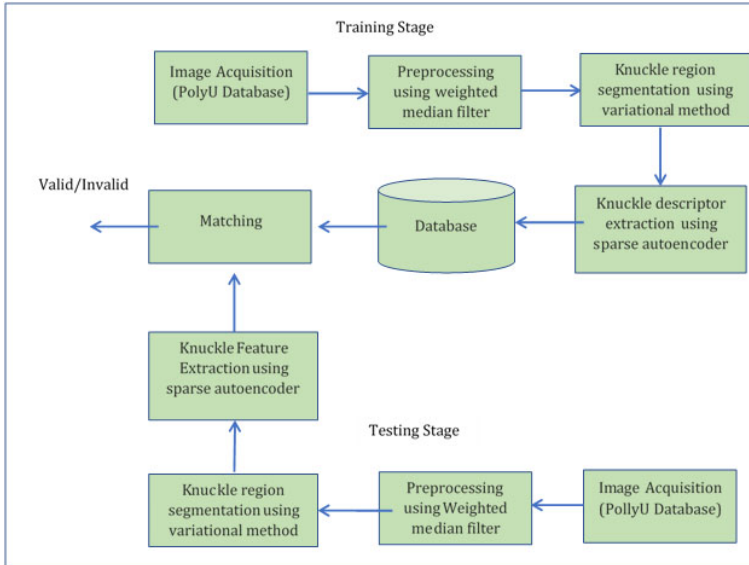 Training Stage
Image Acquisition
(PolyU Database)
Preprocessing
using weighted
median filter
Knuckle region
segmentation using
variational method
Valid/Invalid
Matching
Database
Knuckle descriptor
extraction using
sparse autoencoder
Knuckle Feature
Extraction using
sparse autoencoder
Testing Stage
Knuckle region
segmentation using
variational method
Preprocessing
using Weighted
median filter
Image Acquisition
(PollyU Database)